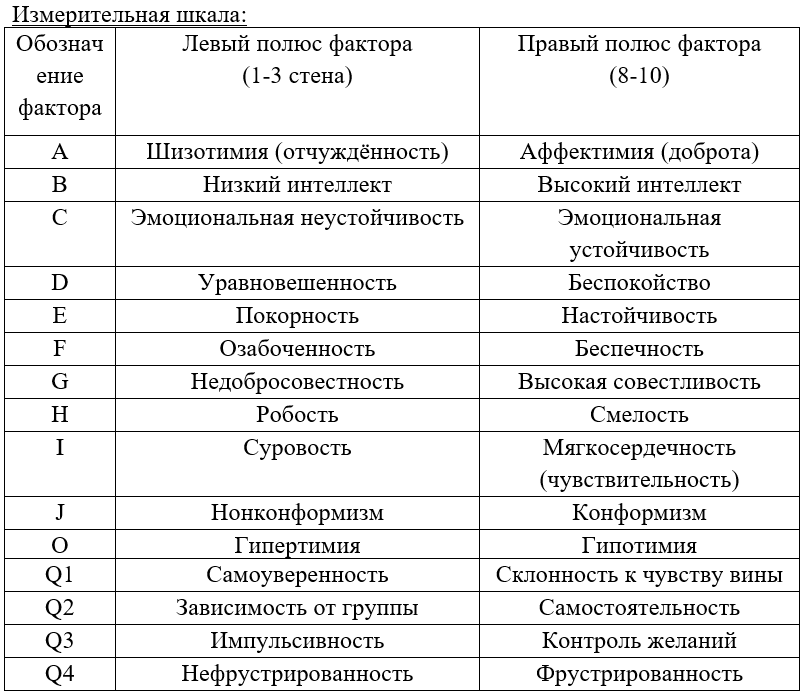 Измерительная шкала:
Обознач
ение
фактора
Левый полюс фактора
(1-3 стена)
Правый полюс фактора
(8-10)
A Шизотимия (отчуждённость) Аффектимия (доброта)
B Низкий интеллект Высокий интеллект
C Эмоциональная неустойчивость Эмоциональная
устойчивость
D Уравновешенность Беспокойство
E Покорность Настойчивость
F Озабоченность Беспечность
G Недобросовестность Высокая совестливость
H Робость Смелость
I Суровость Мягкосердечность
(чувствительность)
J Нонконформизм Конформизм
O Гипертимия Гипотимия
Q1 Самоуверенность Склонность к чувству вины
Q2 Зависимость от группы Самостоятельность
Q3 Импульсивность Контроль желаний
Q4 Нефрустрированность Фрустрированность